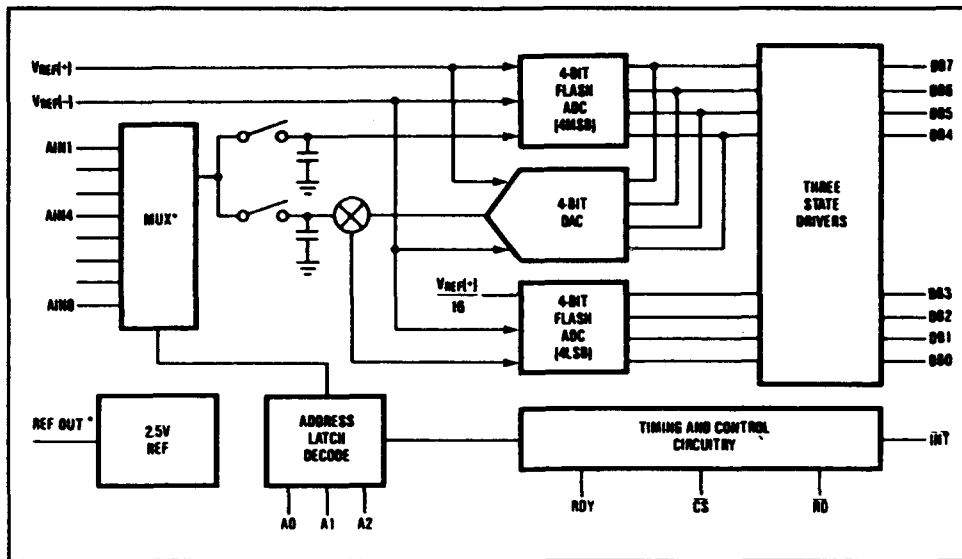 VREF(+)
VREF(–)
AIN1
AIN4
AIN8
MUX*
4-BIT
FLASH
ADC
(4MSB)
4-BIT
DAC
VREF(+)
16
4-BIT
FLASH
ADC
(4LSB)
THREE
STATE
DRIVERS
DB7
DB6
DB5
DB4
DB3
DB2
DB1
DB0
REF OUT*
2.5V
REF
ADDRESS
LATCH
DECODE
A0 A1 A2
TIMING AND CONTROL
CIRCUITRY
INT
RDY CS RD